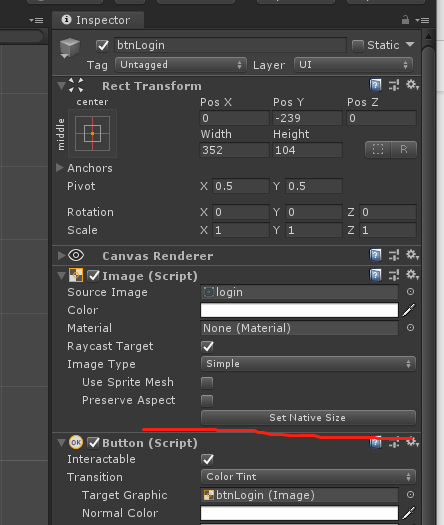 Inspector
btnLogin Static
Tag Untagged Layer UI
Rect Transform
center
middle
Pos X Pos Y Pos Z
0 -239 0
Width Height
352 104
R
Anchors
Pivot X 0.5 Y 0.5
Rotation X 0 Y 0 Z 0
Scale X 1 Y 1 Z 1
Canvas Renderer
Image (Script)
Source Image login
Color
Material None (Material)
Raycast Target
Image Type Simple
Use Sprite Mesh
Preserve Aspect
Set Native Size
OK Button (Script)
Interactable
Transition Color Tint
Target Graphic btnLogin (Image)
Normal Color